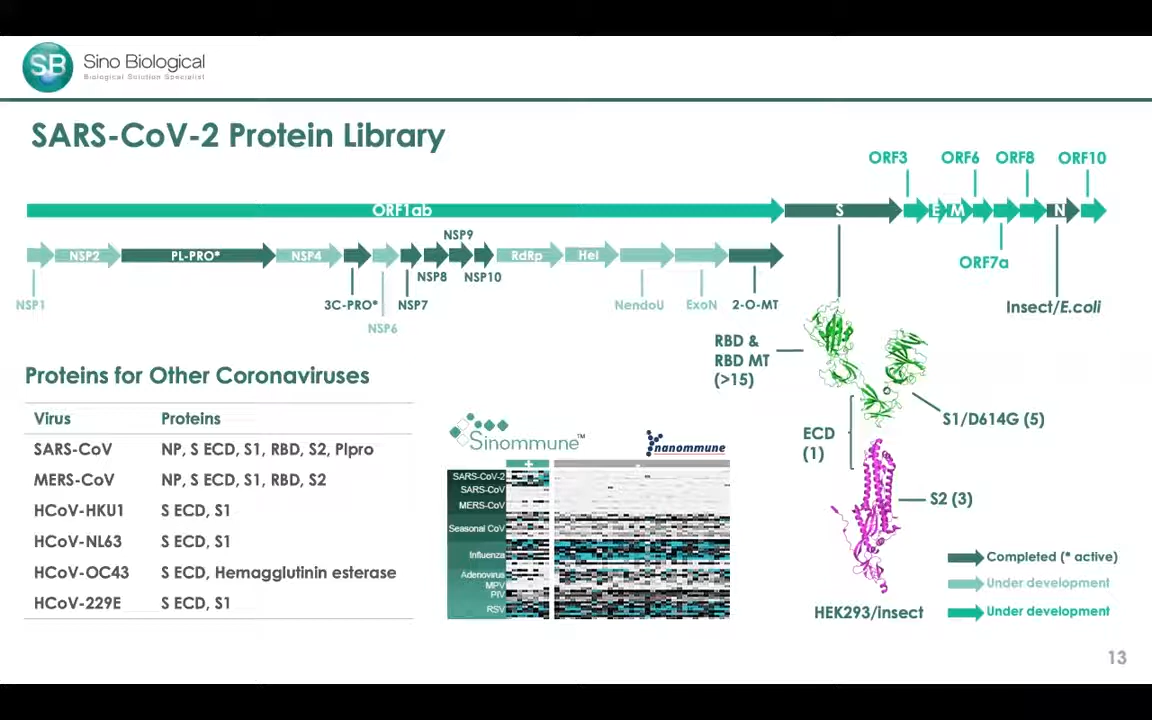 SB Sino Biological
Biological Solution Specialist
SARS-CoV-2 Protein Library
ORF3 ORF6 ORF8 ORF10
ORF1ab S E M N
ORF7a
NSP9
NSP2 PL-PRO* NSP4 RdRp Hel
NSP8 NSP10
NSP1 3C-PRO* NSP7 NendoU ExoN 2-O-MT
NSP6
Insect/E.coli
RBD &
RBD MT
(>15)
S1/D614G (5)
ECD
(1)
S2 (3)
HEK293/insect
Completed (* active)
Under development
Under development
Proteins for Other Coronaviruses
Virus Proteins
SARS-CoV NP, S ECD, S1, RBD, S2, Plpro
MERS-CoV NP, S ECD, S1, RBD, S2
HCoV-HKU1 S ECD, S1
HCoV-NL63 S ECD, S1
HCoV-OC43 S ECD, Hemagglutinin esterase
HCoV-229E S ECD, S1
Sinommune™
nanommune
+ -
SARS-CoV-2
SARS-CoV
MERS-CoV
Seasonal CoV
Influenza
Adenovirus
MPV
PIV
RSV
13